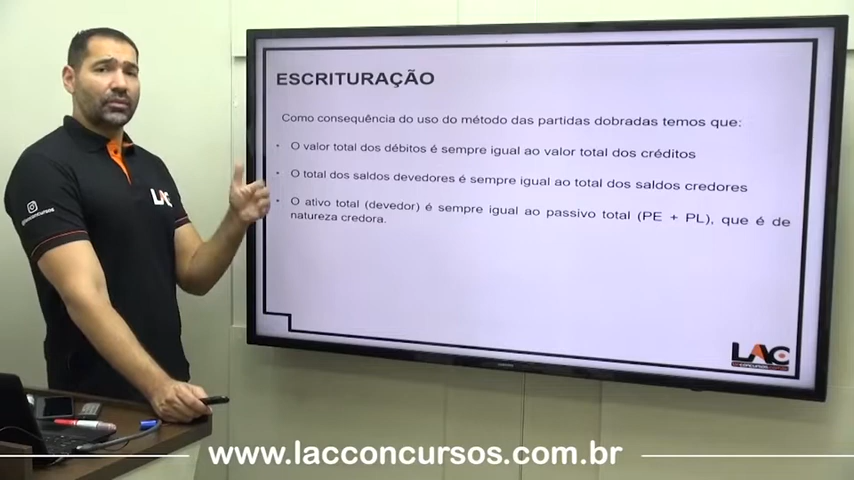 ESCRITURAÇÃO
Como consequência do uso do método das partidas dobradas temos que:
• O valor total dos débitos é sempre igual ao valor total dos créditos
• O total dos saldos devedores é sempre igual ao total dos saldos credores
• O ativo total (devedor) é sempre igual ao passivo total (PE + PL), que é de
natureza credora.
LAC
CONCURSOS
LAC
www.lacconcursos.com.br